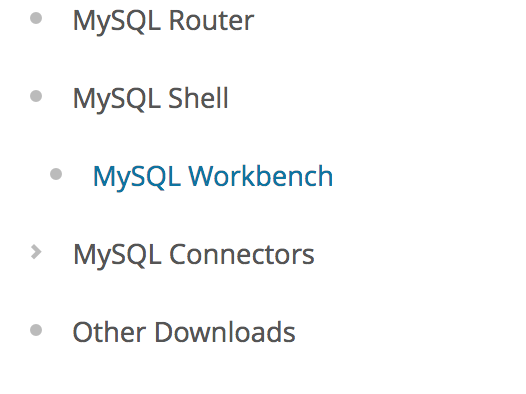 MySQL Router
MySQL Shell
MySQL Workbench
MySQL Connectors
Other Downloads